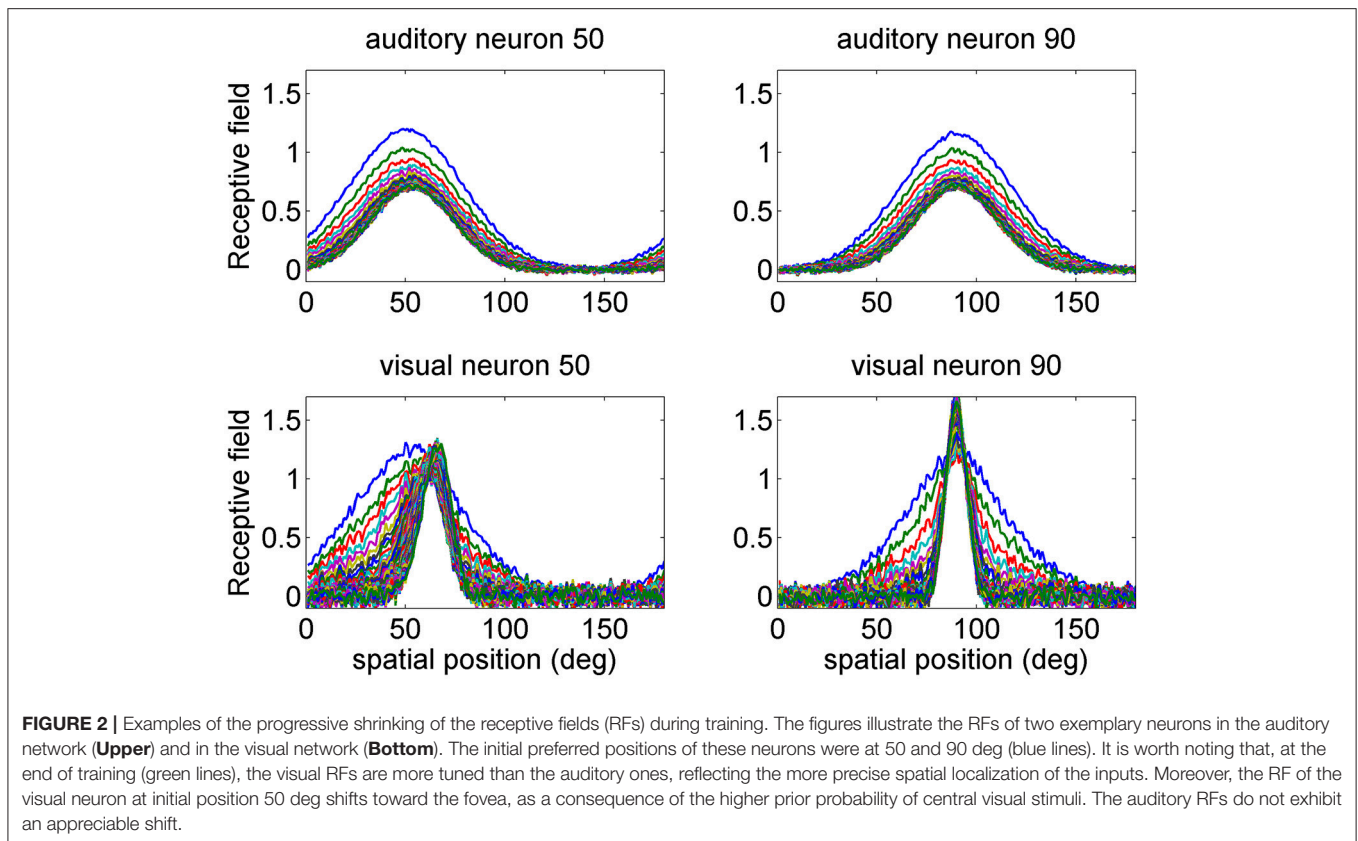 auditory neuron 50
auditory neuron 90
Receptive field
1.5
1
0.5
0
0 50 100 150
1.5
1
0.5
0
0 50 100 150
visual neuron 50
visual neuron 90
Receptive field
1.5
1
0.5
0
0 50 100 150
spatial position (deg)
1.5
1
0.5
0
0 50 100 150
spatial position (deg)
FIGURE 2 | Examples of the progressive shrinking of the receptive fields (RFs) during training. The figures illustrate the RFs of two exemplary neurons in the auditory
network (Upper) and in the visual network (Bottom). The initial preferred positions of these neurons were at 50 and 90 deg (blue lines). It is worth noting that, at the
end of training (green lines), the visual RFs are more tuned than the auditory ones, reflecting the more precise spatial localization of the inputs. Moreover, the RF of the
visual neuron at initial position 50 deg shifts toward the fovea, as a consequence of the higher prior probability of central visual stimuli. The auditory RFs do not exhibit
an appreciable shift.